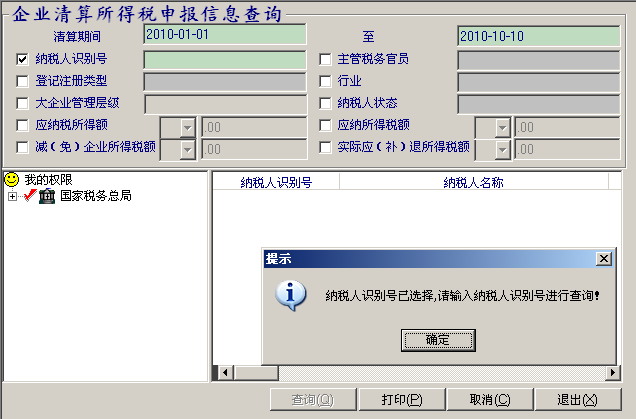 企业清算所得税申报信息查询
清算期间 2010-01-01 至 2010-10-10
纳税人识别号 主管税务官员
登记注册类型 行业
大企业管理层级 纳税人状态
应纳税所得额 .00 应纳所得税额 .00
减（免）企业所得税额 .00 实际应（补）退所得税额 .00
我的权限
国家税务总局
纳税人识别号 纳税人名称
提示
纳税人识别号已选择,请输入纳税人识别号进行查询!
确定
查询(Q) 打印(P) 取消(C) 退出(X)